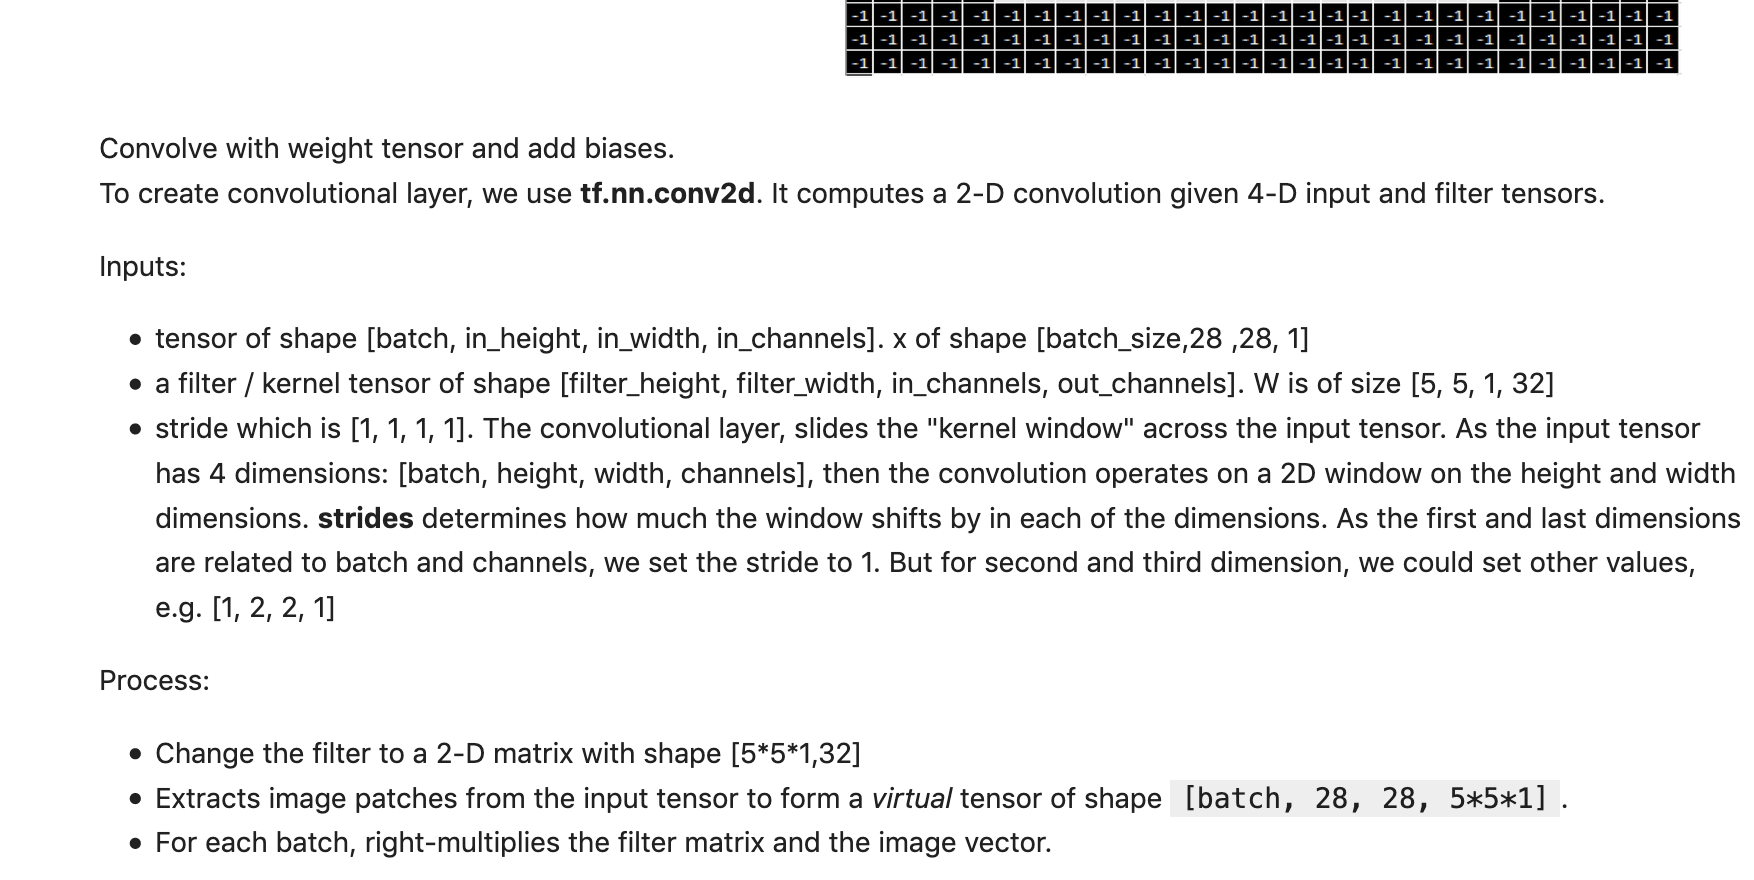 -1 -1 -1 -1 -1 -1 -1 -1 -1 -1 -1 -1 -1 -1 -1 -1 -1 -1 -1 -1 -1 -1 -1 -1 -1 -1 -1 -1
-1 -1 -1 -1 -1 -1 -1 -1 -1 -1 -1 -1 -1 -1 -1 -1 -1 -1 -1 -1 -1 -1 -1 -1 -1 -1 -1 -1
-1 -1 -1 -1 -1 -1 -1 -1 -1 -1 -1 -1 -1 -1 -1 -1 -1 -1 -1 -1 -1 -1 -1 -1 -1 -1 -1 -1
Convolve with weight tensor and add biases.
To create convolutional layer, we use tf.nn.conv2d. It computes a 2-D convolution given 4-D input and filter tensors.
Inputs:
• tensor of shape [batch, in_height, in_width, in_channels]. x of shape [batch_size,28 ,28, 1]
• a filter / kernel tensor of shape [filter_height, filter_width, in_channels, out_channels]. W is of size [5, 5, 1, 32]
• stride which is [1, 1, 1, 1]. The convolutional layer, slides the "kernel window" across the input tensor. As the input tensor
has 4 dimensions: [batch, height, width, channels], then the convolution operates on a 2D window on the height and width
dimensions. strides determines how much the window shifts by in each of the dimensions. As the first and last dimensions
are related to batch and channels, we set the stride to 1. But for second and third dimension, we could set other values,
e.g. [1, 2, 2, 1]
Process:
• Change the filter to a 2-D matrix with shape [5*5*1,32]
• Extracts image patches from the input tensor to form a virtual tensor of shape [batch, 28, 28, 5*5*1] .
• For each batch, right-multiplies the filter matrix and the image vector.